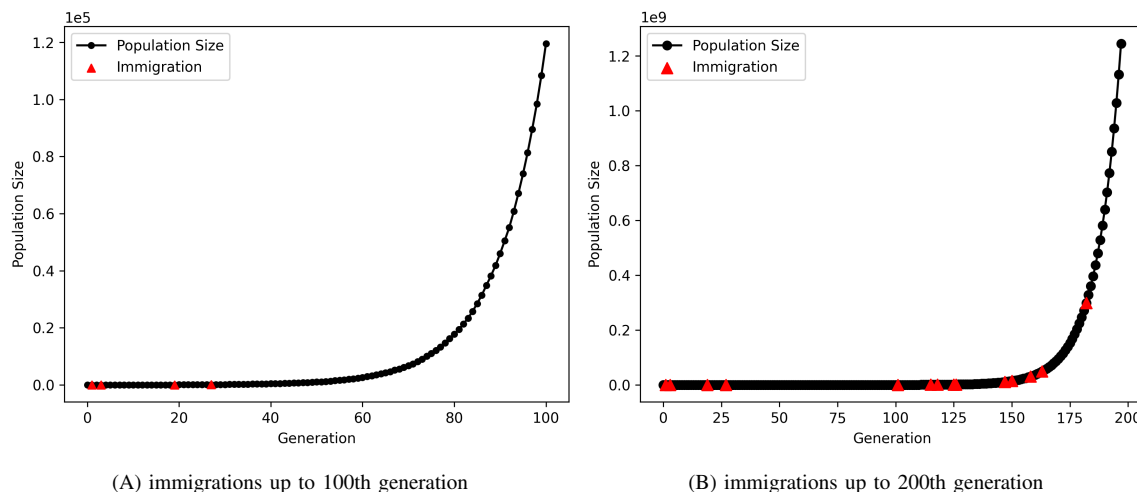 1e5
1.2
1.0
0.8
0.6
0.4
0.2
0.0
Population Size
Population Size
Immigration
0
20
40
60
80
100
Generation
(A) immigrations up to 100th generation
1e9
1.2
1.0
0.8
0.6
0.4
0.2
0.0
Population Size
Population Size
Immigration
0
25
50
75
100
125
150
175
200
Generation
(B) immigrations up to 200th generation